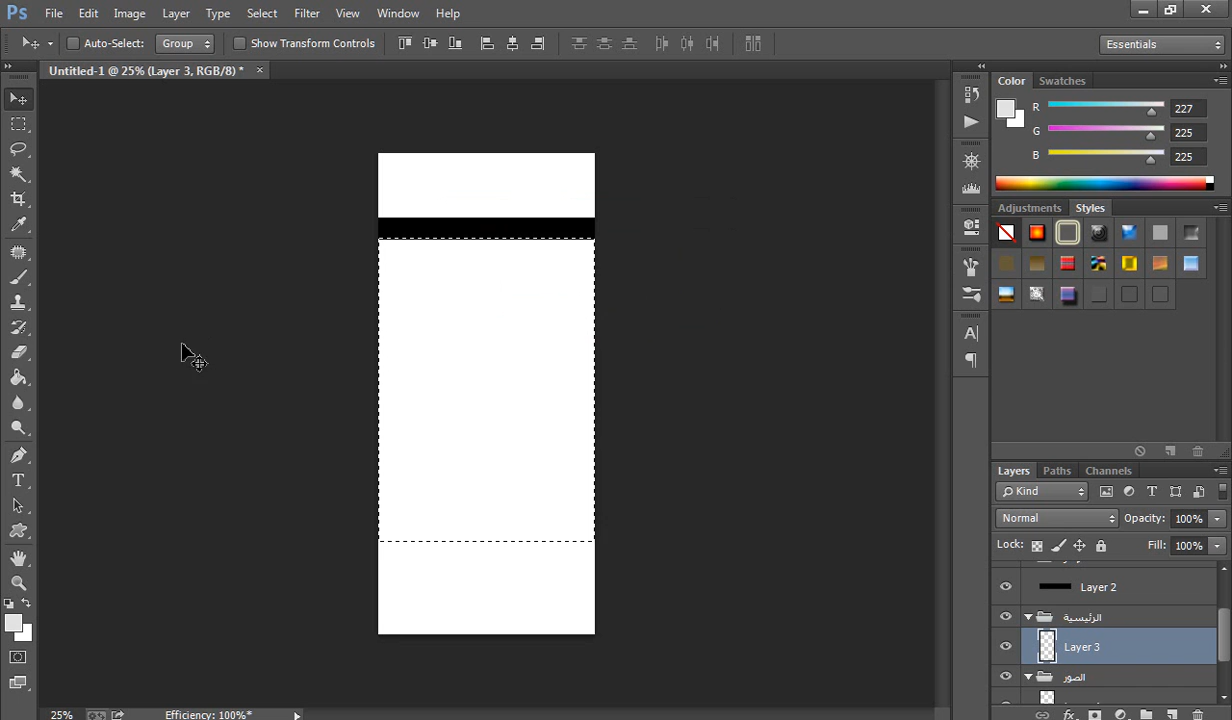 Ps File Edit Image Layer Type Select Filter View Window Help
Auto-Select: Group Show Transform Controls Essentials
Untitled-1 @ 25% (Layer 3, RGB/8) * ×
Color Swatches
R 227
G 225
B 225
Adjustments Styles
Layers Paths Channels
Kind
Normal Opacity: 100%
Lock: Fill: 100%
Layer 2
الرئيسية
Layer 3
الصور
25% Efficiency: 100%*